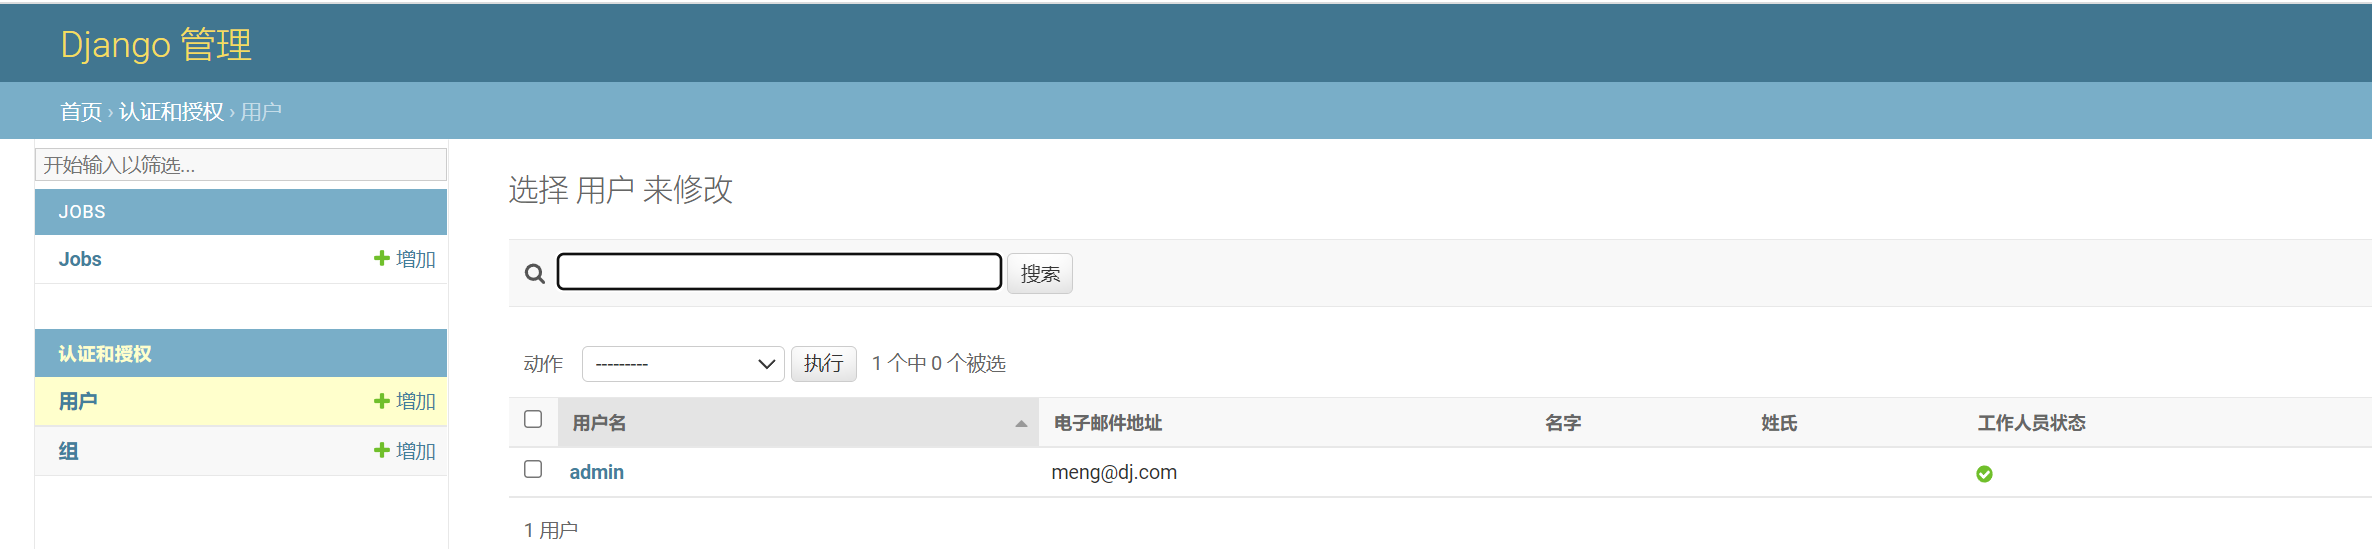 Django 管理
首页 › 认证和授权 › 用户
开始输入以筛选...
JOBS
Jobs
增加
认证和授权
用户
增加
组
增加
选择 用户 来修改
搜索
动作 --------- 执行 1 个中 0 个被选
用户名 电子邮件地址 名字 姓氏 工作人员状态
admin meng@dj.com
1 用户